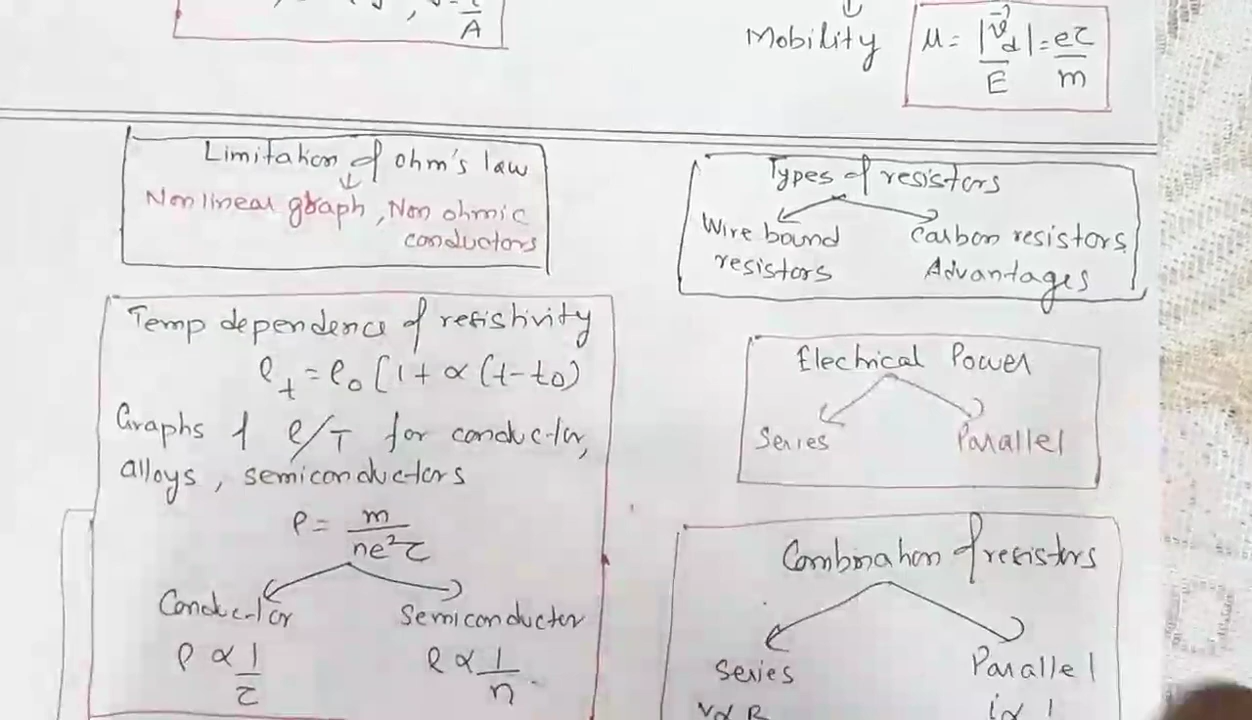 A
Mobility μ = |v⃗d| = eτ
E m
Limitation of ohm's law
Non linear graph, Non ohmic
conductors
Types of resistors
Wire bound Carbon resistors
resistors Advantages
Temp dependence of resistivity
ρt = ρ0 [1 + α (t - t0)
Graphs of ρ/T for conductor,
alloys, semiconductors
ρ = m
ne²τ
Conductor Semiconductor
ρ ∝ 1 ρ ∝ 1
τ n
Electrical Power
Series Parallel
Combination of resistors
Series Parallel
V ∝ R i ∝ 1